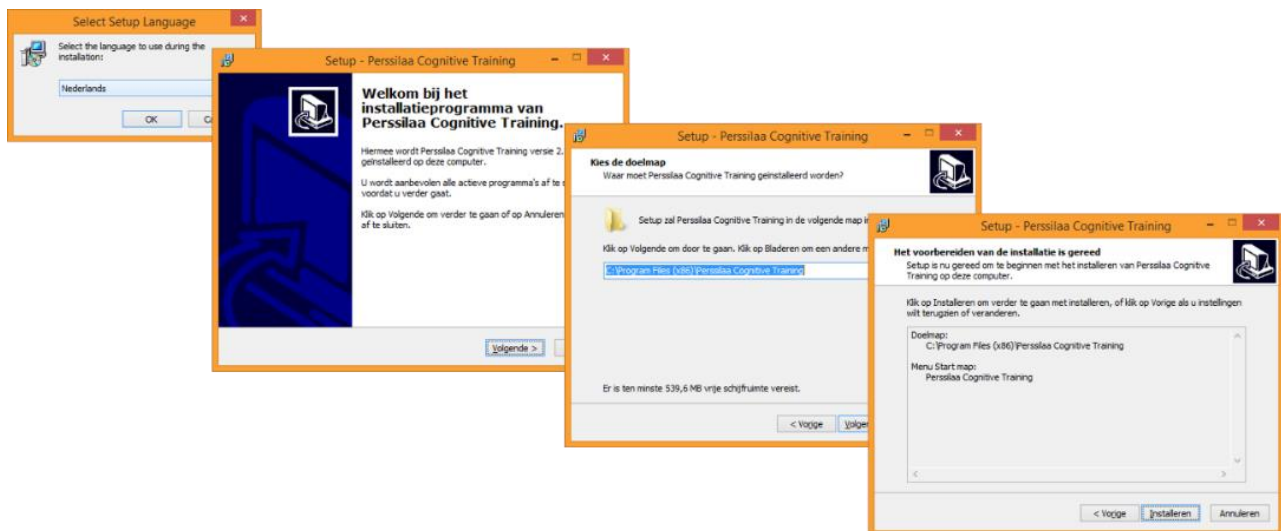 Select Setup Language
Select the language to use during the
installation:
Nederlands
OK
Setup - Perssilaa Cognitive Training
Welkom bij het
installatieprogramma van
Perssilaa Cognitive Training.
Hiermee wordt Perssilaa Cognitive Training versie 2.
geïnstalleerd op deze computer.
U wordt aanbevolen alle actieve programma's af te
voordat u verder gaat.
Klik op Volgende om verder te gaan of op Annuleren
af te sluiten.
Volgende >
Setup - Perssilaa Cognitive Training
Kies de doelmap
Waar moet Perssilaa Cognitive Training geïnstalleerd worden?
Setup zal Perssilaa Cognitive Training in de volgende map
Klik op Volgende om door te gaan. Klik op Bladeren om een andere
C:\Program Files (x86)\Perssilaa Cognitive Training
Er is ten minste 539,6 MB vrije schijfruimte vereist.
< Vorige
Setup - Perssilaa Cognitive Training
Het voorbereiden van de installatie is gereed
Setup is nu gereed om te beginnen met het installeren van Perssilaa Cognitive
Training op deze computer.
Klik op Installeren om verder te gaan met installeren, of klik op Vorige als u instellingen
wilt terugzien of veranderen.
Doelmap:
C:\Program Files (x86)\Perssilaa Cognitive Training
Menu Start map:
Perssilaa Cognitive Training
< Vorige
Installeren
Annuleren